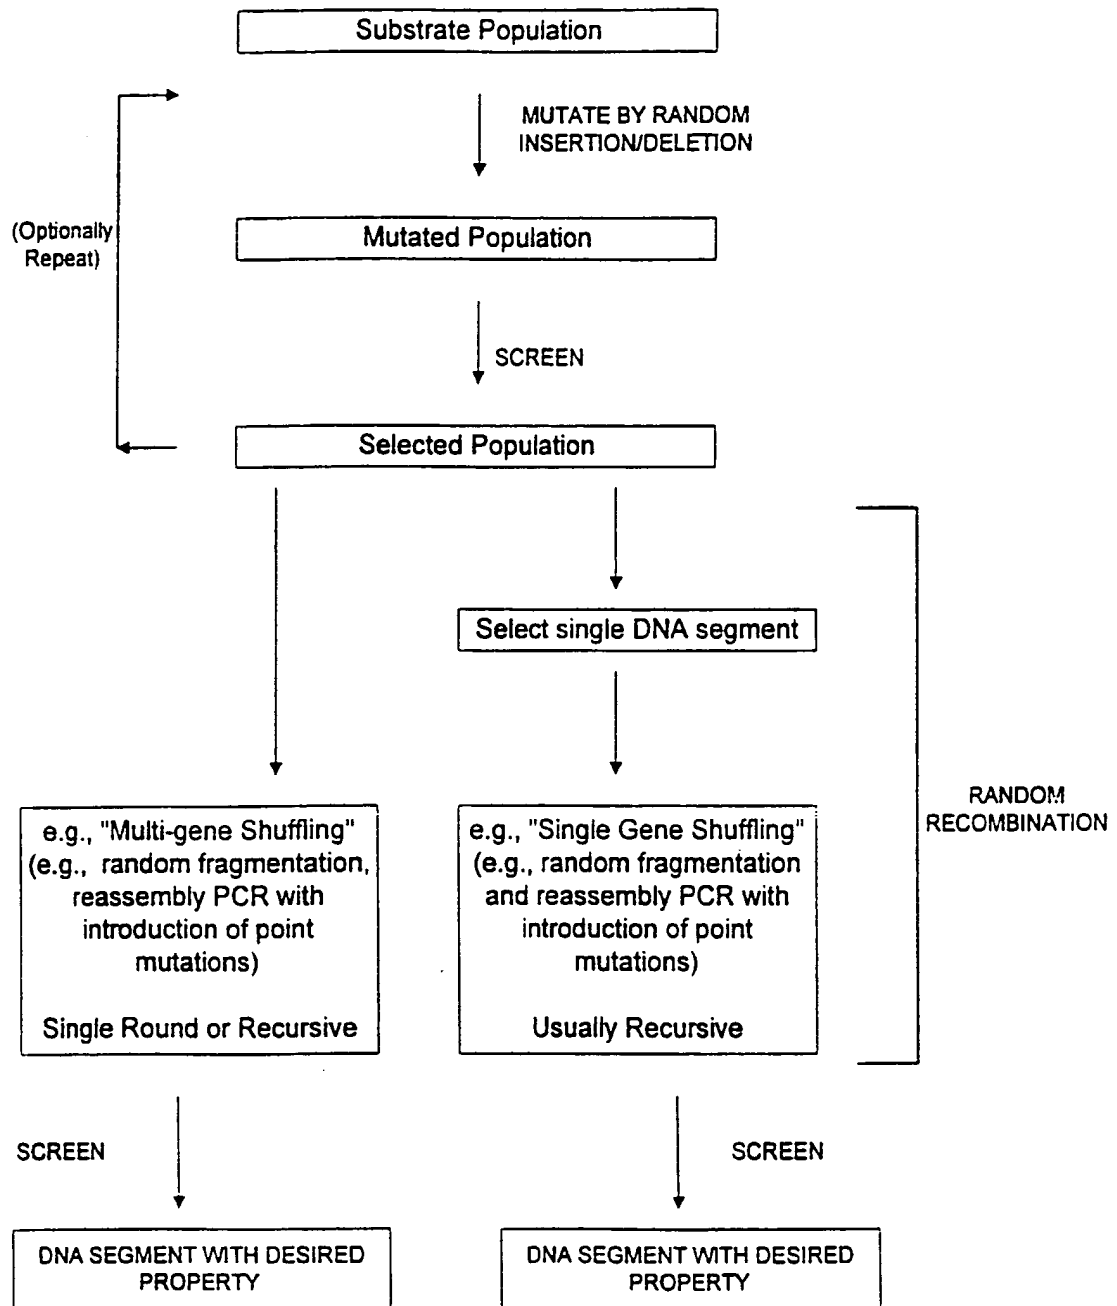 Substrate Population
MUTATE BY RANDOM
INSERTION/DELETION
(Optionally
Repeat)
Mutated Population
SCREEN
Selected Population
Select single DNA segment
e.g., "Multi-gene Shuffling"
(e.g., random fragmentation,
reassembly PCR with
introduction of point
mutations)
Single Round or Recursive
e.g., "Single Gene Shuffling"
(e.g., random fragmentation
and reassembly PCR with
introduction of point
mutations)
Usually Recursive
RANDOM
RECOMBINATION
SCREEN
SCREEN
DNA SEGMENT WITH DESIRED
PROPERTY
DNA SEGMENT WITH DESIRED
PROPERTY